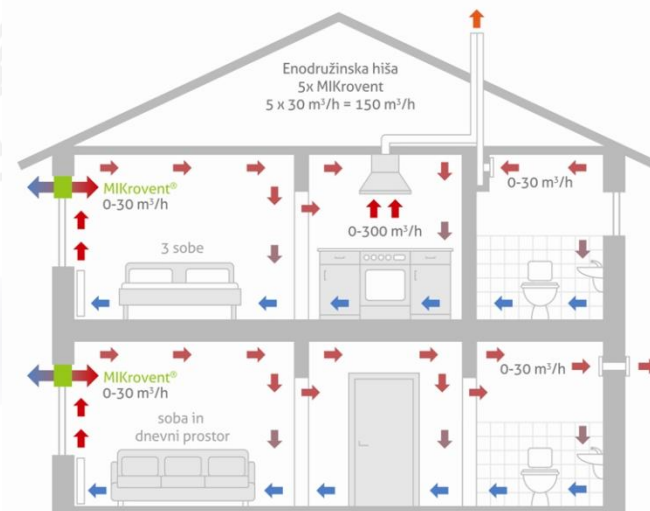 Enodružinska hiša
5x MIKrovent
5 x 30 m³/h = 150 m³/h
MIKrovent®
0-30 m³/h
0-30 m³/h
0-300 m³/h
3 sobe
MIKrovent®
0-30 m³/h
0-30 m³/h
soba in
dnevni prostor